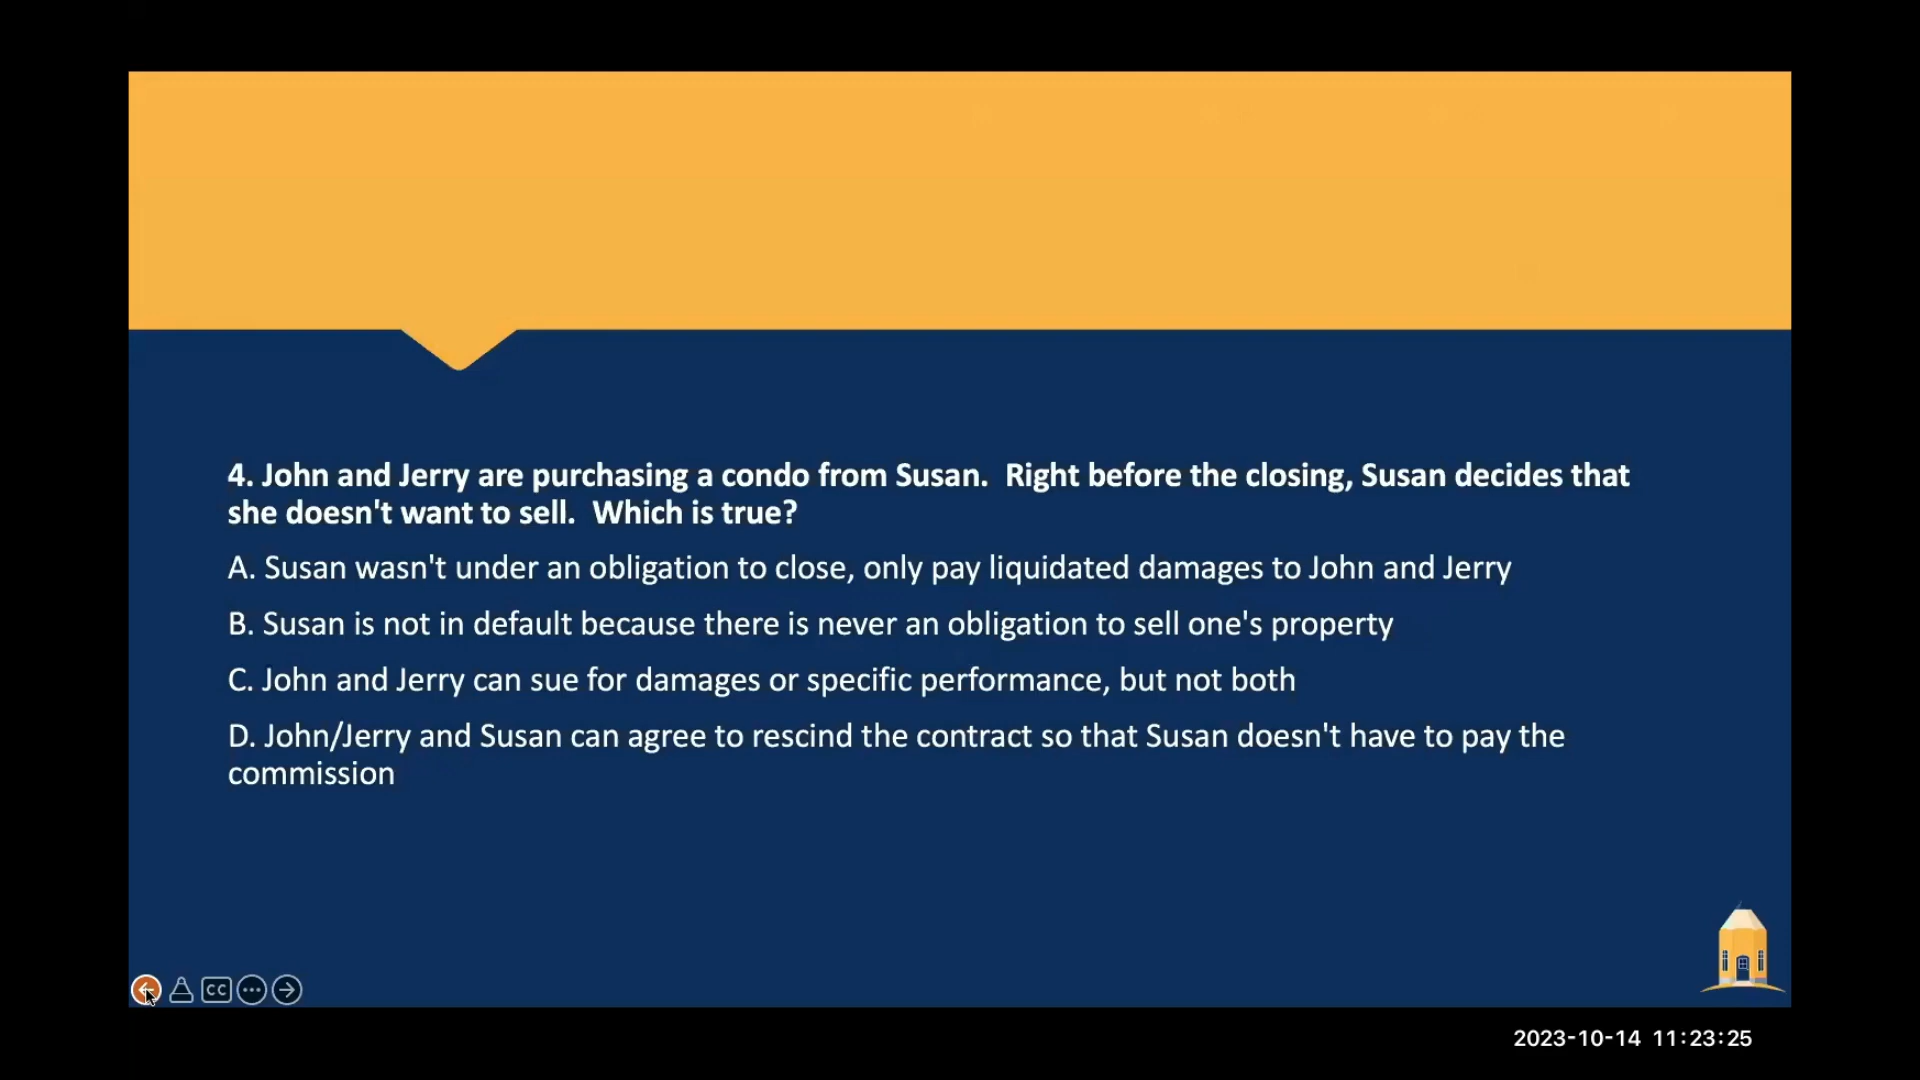 4. John and Jerry are purchasing a condo from Susan.  Right before the closing, Susan decides that
she doesn't want to sell.  Which is true?
A. Susan wasn't under an obligation to close, only pay liquidated damages to John and Jerry
B. Susan is not in default because there is never an obligation to sell one's property
C. John and Jerry can sue for damages or specific performance, but not both
D. John/Jerry and Susan can agree to rescind the contract so that Susan doesn't have to pay the
commission
CC
2023-10-14 11:23:25